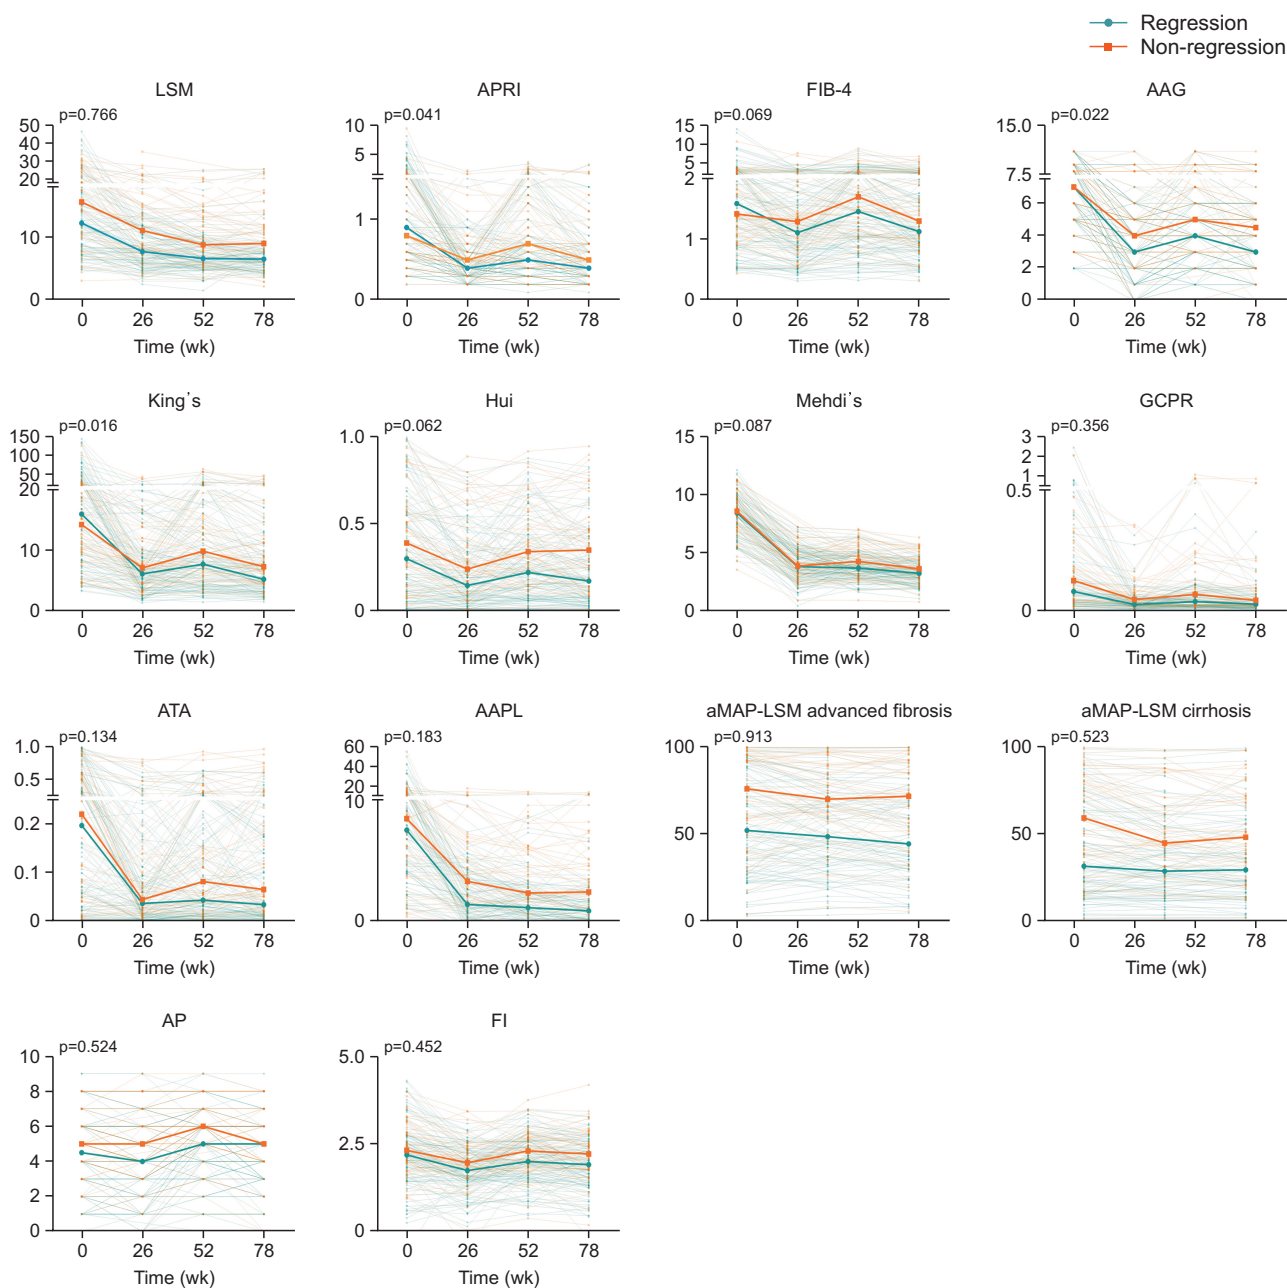 Regression
Non-regression
LSM
p=0.766
50
40
30
20
10
0
0 26 52 78
Time (wk)
APRI
p=0.041
10
5
1
0
0 26 52 78
Time (wk)
FIB-4
p=0.069
15
10
5
2
1
0
0 26 52 78
Time (wk)
AAG
p=0.022
15.0
7.5
6
4
2
0
0 26 52 78
Time (wk)
King's
p=0.016
150
100
50
20
10
0
0 26 52 78
Time (wk)
Hui
p=0.062
1.0
0.5
0
0 26 52 78
Time (wk)
Mehdi's
p=0.087
15
10
5
0
0 26 52 78
Time (wk)
GCPR
p=0.356
3
2
1
0.5
0
0 26 52 78
Time (wk)
ATA
p=0.134
1.0
0.5
0.2
0.1
0
0 26 52 78
Time (wk)
AAPL
p=0.183
60
40
20
10
0
0 26 52 78
Time (wk)
aMAP-LSM advanced fibrosis
p=0.913
100
50
0
0 26 52 78
Time (wk)
aMAP-LSM cirrhosis
p=0.523
100
50
0
0 26 52 78
Time (wk)
AP
p=0.524
10
8
6
4
2
0
0 26 52 78
Time (wk)
FI
p=0.452
5.0
2.5
0
0 26 52 78
Time (wk)